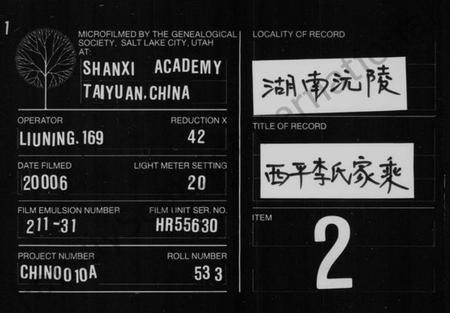 1
MICROFILMED BY THE GENEALOGICAL
SOCIETY, SALT LAKE CITY, UTAH
AT:
SHANXI ACADEMY
TAIYUAN, CHINA
OPERATOR REDUCTION X
LIUNING. 169 42
DATE FILMED LIGHT METER SETTING
20006 20
FILM EMULSION NUMBER FILM UNIT SER. NO.
211-31 HR55630
PROJECT NUMBER ROLL NUMBER
CHINO010A 533
LOCALITY OF RECORD
湖南沅陵
TITLE OF RECORD
西平李氏家乘
ITEM
2